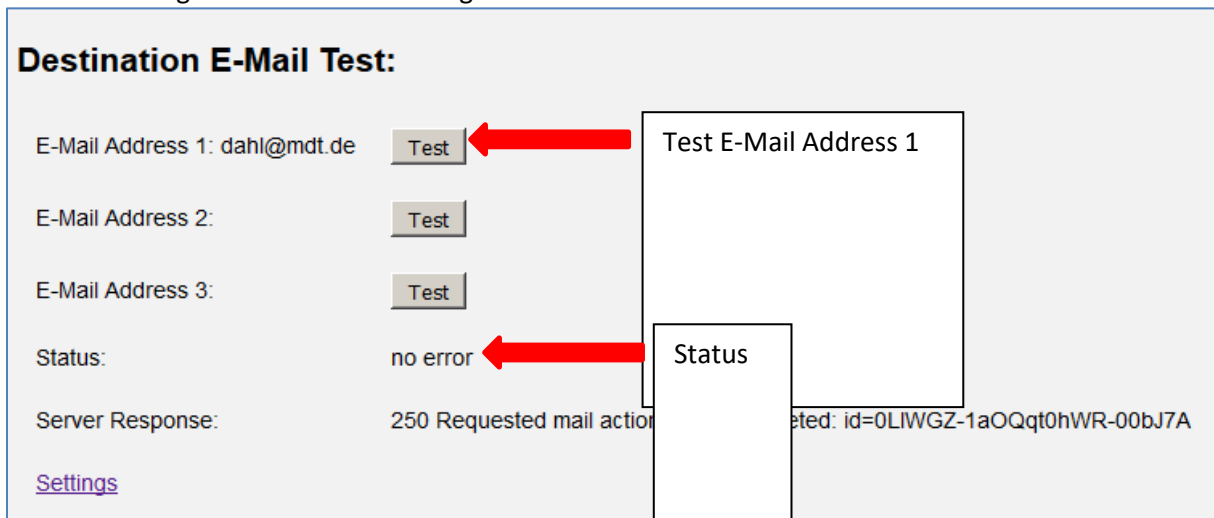 Destination E-Mail Test:
E-Mail Address 1: dahl@mdt.de Test Test E-Mail Address 1
E-Mail Address 2: Test
E-Mail Address 3: Test
Status: no error Status
Server Response: 250 Requested mail action eted: id=0LlWGZ-1aOQqt0hWR-00bJ7A
Settings